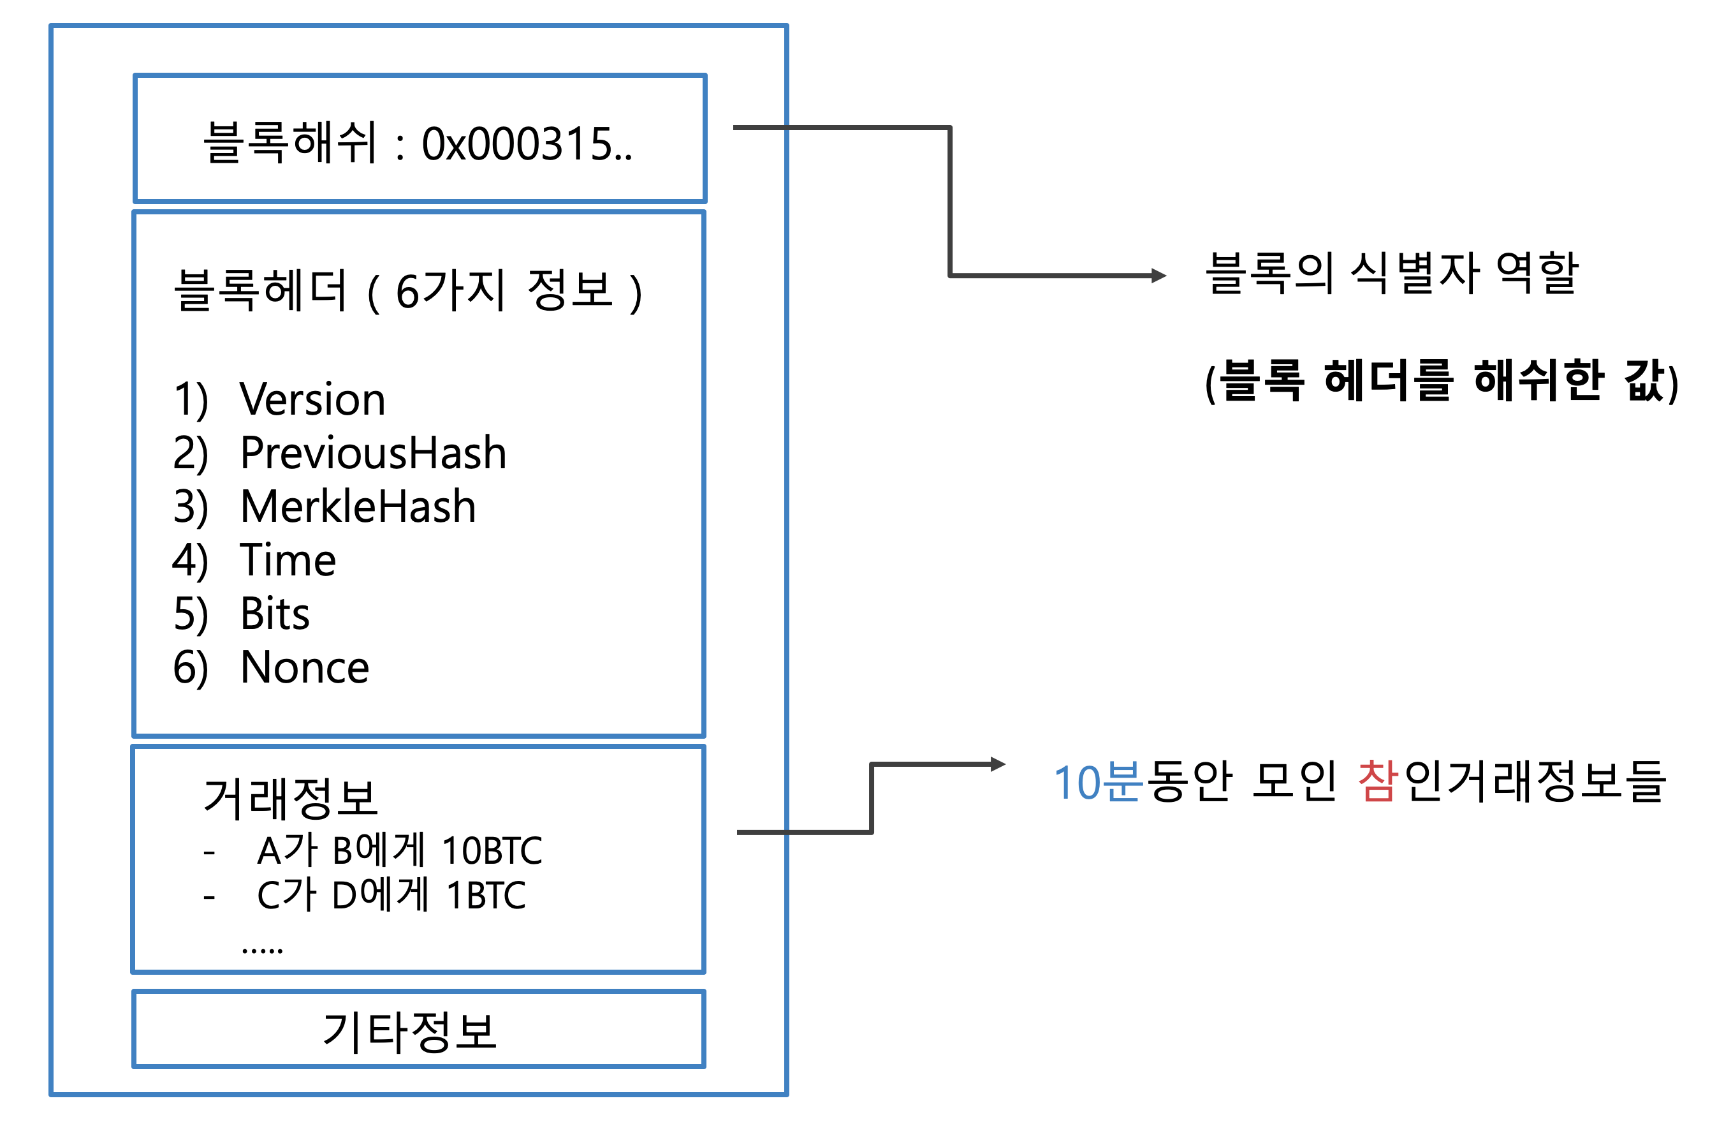 블록해쉬 : 0x000315..
블록헤더 ( 6가지 정보 )
1) Version
2) PreviousHash
3) MerkleHash
4) Time
5) Bits
6) Nonce
거래정보
- A가 B에게 10BTC
- C가 D에게 1BTC
.....
기타정보
블록의 식별자 역할
(블록 헤더를 해쉬한 값)
10분동안 모인 참인거래정보들